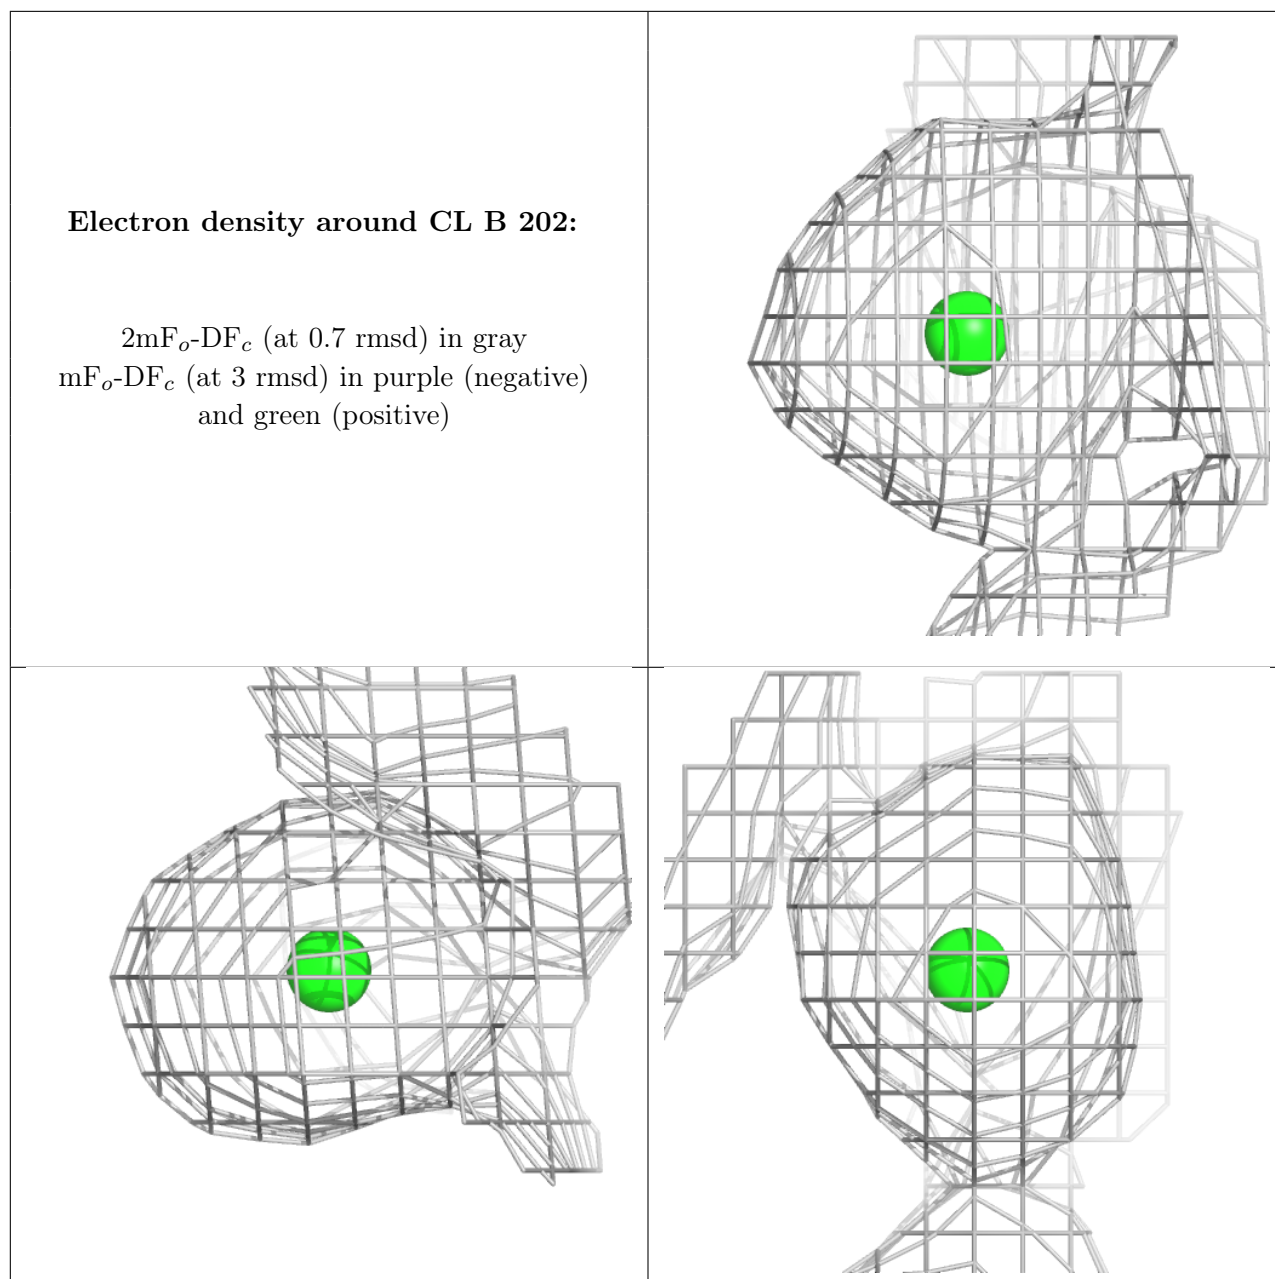 Electron density around CL B 202:
2mFo-DFc (at 0.7 rmsd) in gray
mFo-DFc (at 3 rmsd) in purple (negative)
and green (positive)